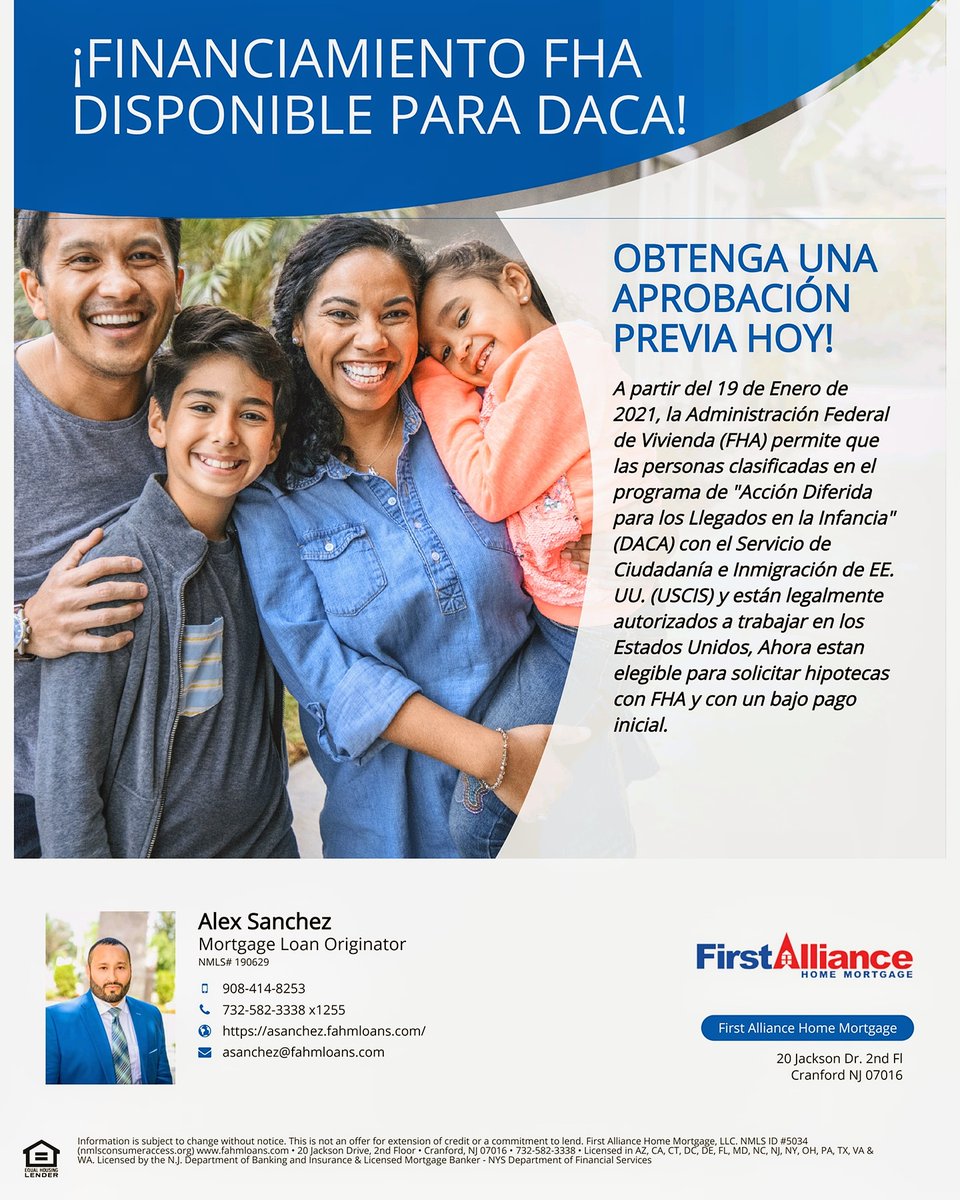 ¡FINANCIAMIENTO FHA
DISPONIBLE PARA DACA!
OBTENGA UNA
APROBACIÓN
PREVIA HOY!
A partir del 19 de Enero de
2021, la Administración Federal
de Vivienda (FHA) permite que
las personas clasificadas en el
programa de "Acción Diferida
para los Llegados en la Infancia"
(DACA) con el Servicio de
Ciudadanía e Inmigración de EE.
UU. (USCIS) y están legalmente
autorizados a trabajar en los
Estados Unidos, Ahora estan
elegible para solicitar hipotecas
con FHA y con un bajo pago
inicial.
Alex Sanchez
Mortgage Loan Originator
NMLS# 190629
908-414-8253
732-582-3338 x1255
https://asanchez.fahmloans.com/
asanchez@fahmloans.com
FirstAlliance
HOME MORTGAGE
First Alliance Home Mortgage
20 Jackson Dr. 2nd Fl
Cranford NJ 07016
EQUAL HOUSING
LENDER
Information is subject to change without notice. This is not an offer for extension of credit or a commitment to lend. First Alliance Home Mortgage, LLC. NMLS ID #5034
(nmlsconsumeraccess.org) www.fahmloans.com • 20 Jackson Drive, 2nd Floor • Cranford, NJ 07016 • 732-582-3338 • Licensed in AZ, CA, CT, DC, DE, FL, MD, NC, NJ, NY, OH, PA, TX, VA &
WA. Licensed by the N.J. Department of Banking and Insurance & Licensed Mortgage Banker - NYS Department of Financial Services